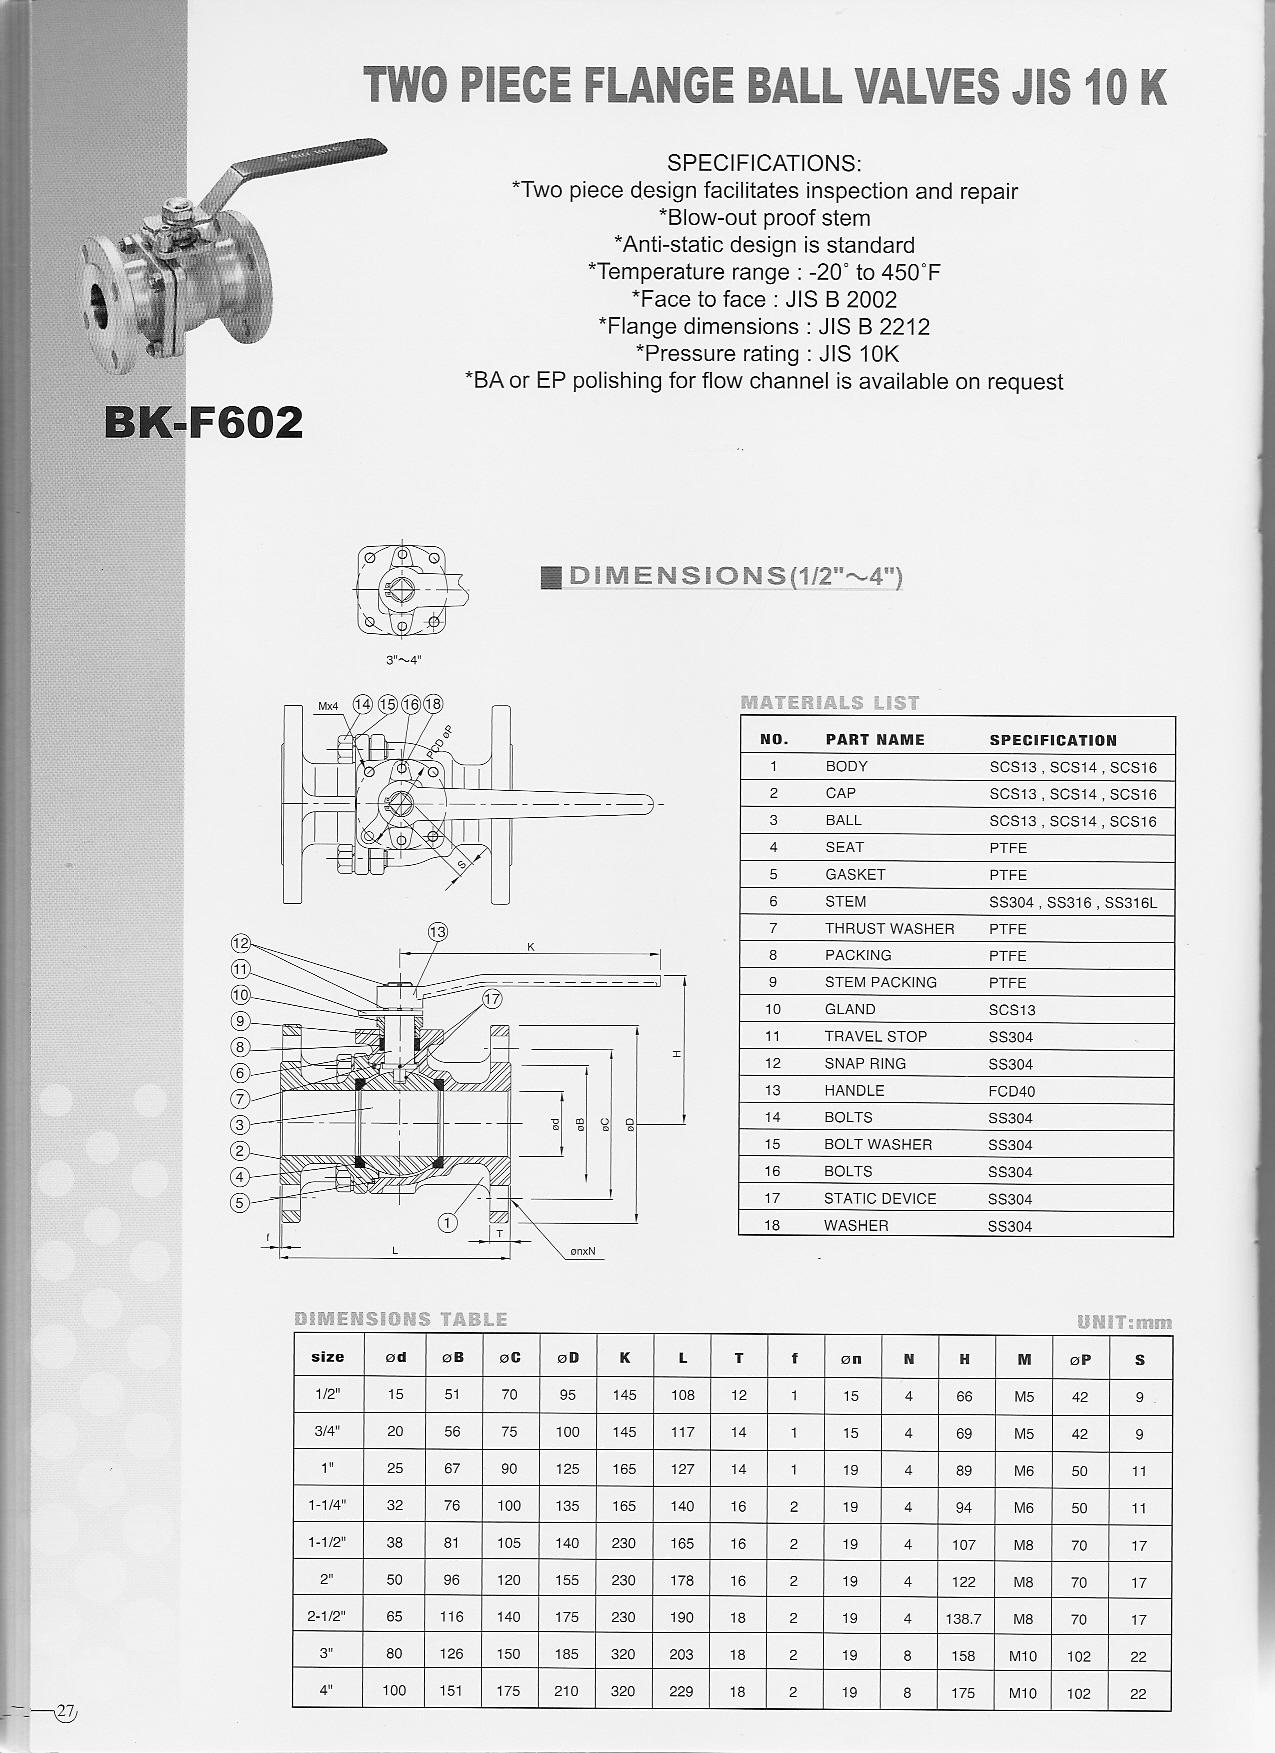 TWO PIECE FLANGE BALL VALVES JIS 10 K
SPECIFICATIONS:
*Two piece design facilitates inspection and repair
*Blow-out proof stem
*Anti-static design is standard
*Temperature range : -20° to 450°F
*Face to face : JIS B 2002
*Flange dimensions : JIS B 2212
*Pressure rating : JIS 10K
*BA or EP polishing for flow channel is available on request
BK-F602
DIMENSIONS(1/2"～4")
3"～4"
Mx4 14 15 16 18
PCD øP
S
MATERIALS LIST
NO. PART NAME SPECIFICATION
1 BODY SCS13 , SCS14 , SCS16
2 CAP SCS13 , SCS14 , SCS16
3 BALL SCS13 , SCS14 , SCS16
4 SEAT PTFE
5 GASKET PTFE
6 STEM SS304 , SS316 , SS316L
7 THRUST WASHER PTFE
8 PACKING PTFE
9 STEM PACKING PTFE
10 GLAND SCS13
11 TRAVEL STOP SS304
12 SNAP RING SS304
13 HANDLE FCD40
14 BOLTS SS304
15 BOLT WASHER SS304
16 BOLTS SS304
17 STATIC DEVICE SS304
18 WASHER SS304
13
12
K
11
10
17
9
8
6
7
3
2
4
5
1
H
ød øB øC øD
f
L
T
ønxN
DIMENSIONS TABLE
UNIT:mm
size ød øB øC øD K L T f øn N H M øP S
1/2" 15 51 70 95 145 108 12 1 15 4 66 M5 42 9
3/4" 20 56 75 100 145 117 14 1 15 4 69 M5 42 9
1" 25 67 90 125 165 127 14 1 19 4 89 M6 50 11
1-1/4" 32 76 100 135 165 140 16 2 19 4 94 M6 50 11
1-1/2" 38 81 105 140 230 165 16 2 19 4 107 M8 70 17
2" 50 96 120 155 230 178 16 2 19 4 122 M8 70 17
2-1/2" 65 116 140 175 230 190 18 2 19 4 138.7 M8 70 17
3" 80 126 150 185 320 203 18 2 19 8 158 M10 102 22
4" 100 151 175 210 320 229 18 2 19 8 175 M10 102 22
27